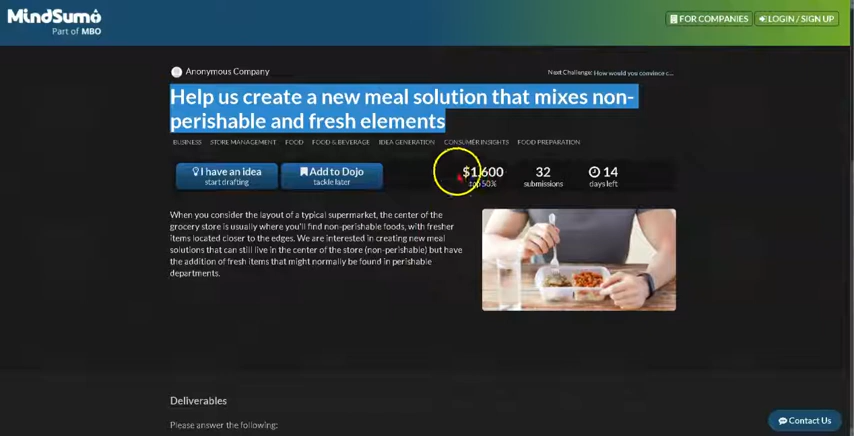 MindSumo
Part of MBO
FOR COMPANIES
LOGIN / SIGN UP
Anonymous Company
Next Challenge: How would you convince c...
Help us create a new meal solution that mixes non-
perishable and fresh elements
BUSINESS STORE MANAGEMENT FOOD FOOD & BEVERAGE IDEA GENERATION CONSUMER INSIGHTS FOOD PREPARATION
I have an idea
start drafting
Add to Dojo
tackle later
$1,600
top 50%
32
submissions
14
days left
When you consider the layout of a typical supermarket, the center of the
grocery store is usually where you'll find non-perishable foods, with fresher
items located closer to the edges. We are interested in creating new meal
solutions that can still live in the center of the store (non-perishable) but have
the addition of fresh items that might normally be found in perishable
departments.
Deliverables
Please answer the following:
Contact Us